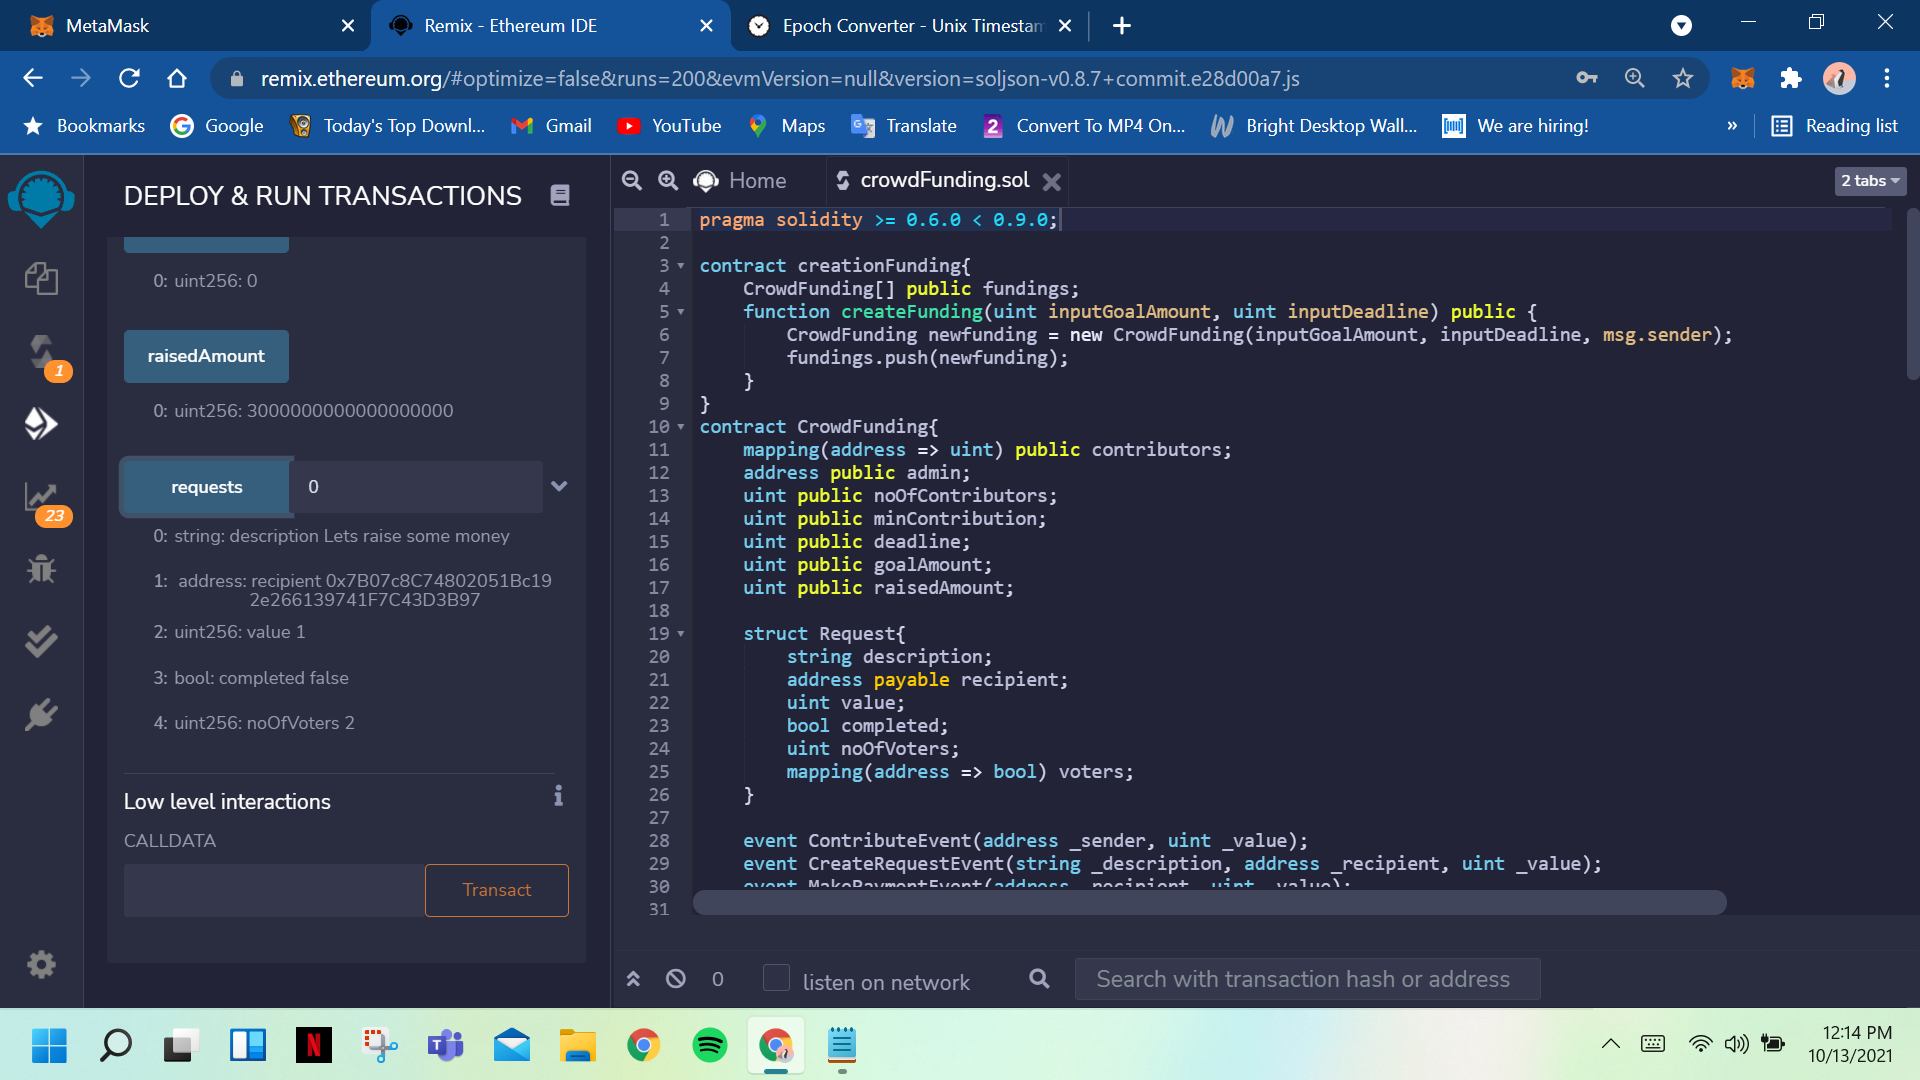 MetaMask
Remix - Ethereum IDE
Epoch Converter - Unix Timestam
remix.ethereum.org/#optimize=false&runs=200&evmVersion=null&version=soljson-v0.8.7+commit.e28d00a7.js
Bookmarks Google Today's Top Downl... Gmail YouTube Maps Translate Convert To MP4 On... Bright Desktop Wall... We are hiring! » Reading list
DEPLOY & RUN TRANSACTIONS
0: uint256: 0
raisedAmount
0: uint256: 3000000000000000000
requests 0
0: string: description Lets raise some money
1: address: recipient 0x7B07c8C74802051Bc19
2e266139741F7C43D3B97
2: uint256: value 1
3: bool: completed false
4: uint256: noOfVoters 2
Low level interactions
CALLDATA
Transact
1
23
Home
crowdFunding.sol
2 tabs
1 pragma solidity >= 0.6.0 < 0.9.0;
2
3 contract creationFunding{
4 CrowdFunding[] public fundings;
5 function createFunding(uint inputGoalAmount, uint inputDeadline) public {
6 CrowdFunding newfunding = new CrowdFunding(inputGoalAmount, inputDeadline, msg.sender);
7 fundings.push(newfunding);
8 }
9 }
10 contract CrowdFunding{
11 mapping(address => uint) public contributors;
12 address public admin;
13 uint public noOfContributors;
14 uint public minContribution;
15 uint public deadline;
16 uint public goalAmount;
17 uint public raisedAmount;
18
19 struct Request{
20 string description;
21 address payable recipient;
22 uint value;
23 bool completed;
24 uint noOfVoters;
25 mapping(address => bool) voters;
26 }
27
28 event ContributeEvent(address _sender, uint _value);
29 event CreateRequestEvent(string _description, address _recipient, uint _value);
30 event MakePaymentEvent(address _recipient, uint _value);
31
0 listen on network Search with transaction hash or address
12:14 PM
10/13/2021